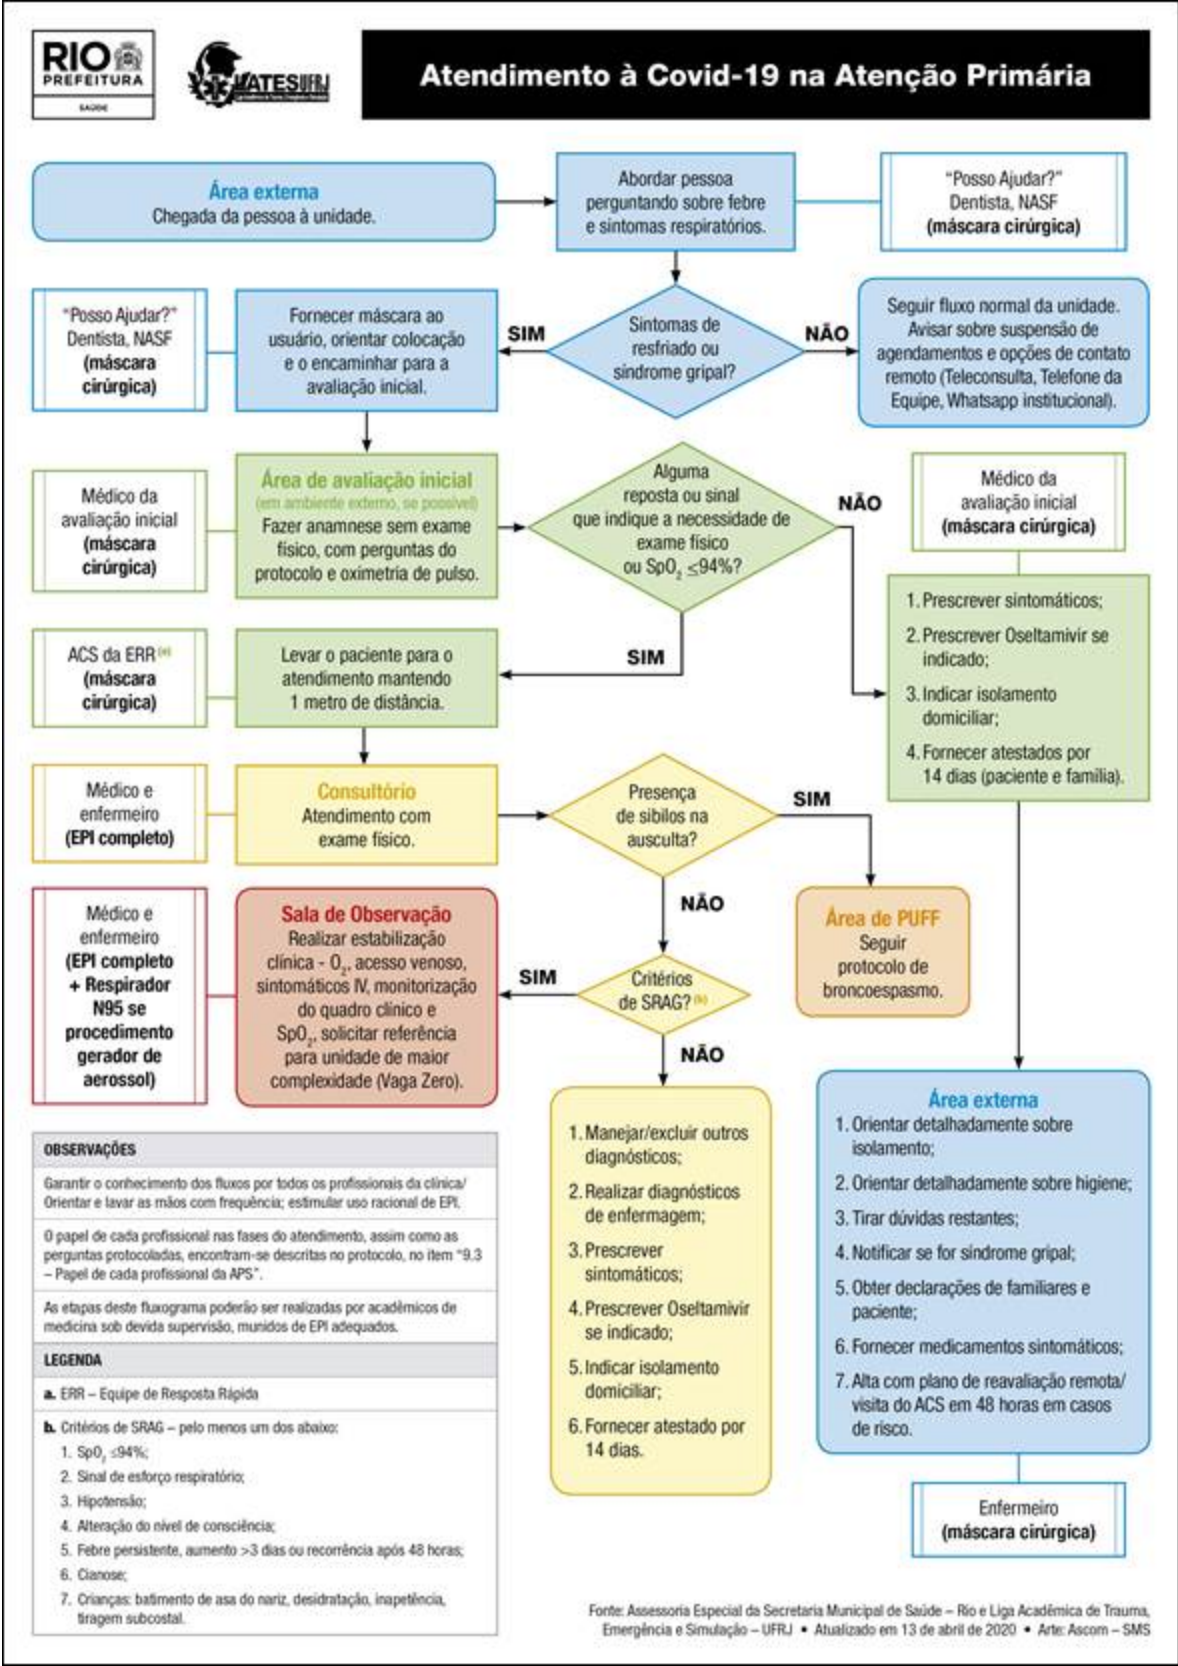 RIO
PREFEITURA
SAÚDE
LATESUFRJ
Atendimento à Covid-19 na Atenção Primária
Área externa
Chegada da pessoa à unidade.
Abordar pessoa
perguntando sobre febre
e sintomas respiratórios.
“Posso Ajudar?”
Dentista, NASF
(máscara cirúrgica)
“Posso Ajudar?”
Dentista, NASF
(máscara
cirúrgica)
Fornecer máscara ao
usuário, orientar colocação
e o encaminhar para a
avaliação inicial.
SIM
Sintomas de
resfriado ou
síndrome gripal?
NÃO
Seguir fluxo normal da unidade.
Avisar sobre suspensão de
agendamentos e opções de contato
remoto (Teleconsulta, Telefone da
Equipe, Whatsapp institucional).
Médico da
avaliação inicial
(máscara
cirúrgica)
Área de avaliação inicial
(em ambiente externo, se possível)
Fazer anamnese sem exame
físico, com perguntas do
protocolo e oximetria de pulso.
Alguma
reposta ou sinal
que indique a necessidade de
exame físico
ou SpO₂ ≤94%?
NÃO
Médico da
avaliação inicial
(máscara cirúrgica)
1. Prescrever sintomáticos;
2. Prescrever Oseltamivir se
indicado;
3. Indicar isolamento
domiciliar;
4. Fornecer atestados por
14 dias (paciente e família).
SIM
ACS da ERR (a)
(máscara
cirúrgica)
Levar o paciente para o
atendimento mantendo
1 metro de distância.
Médico e
enfermeiro
(EPI completo)
Consultório
Atendimento com
exame físico.
Presença
de sibilos na
ausculta?
SIM
NÃO
Área de PUFF
Seguir
protocolo de
broncoespasmo.
Médico e
enfermeiro
(EPI completo
+ Respirador
N95 se
procedimento
gerador de
aerossol)
Sala de Observação
Realizar estabilização
clínica - O₂, acesso venoso,
sintomáticos IV, monitorização
do quadro clínico e
SpO₂, solicitar referência
para unidade de maior
complexidade (Vaga Zero).
SIM
Critérios
de SRAG? (b)
NÃO
1. Manejar/excluir outros
diagnósticos;
2. Realizar diagnósticos
de enfermagem;
3. Prescrever
sintomáticos;
4. Prescrever Oseltamivir
se indicado;
5. Indicar isolamento
domiciliar;
6. Fornecer atestado por
14 dias.
Área externa
1. Orientar detalhadamente sobre
isolamento;
2. Orientar detalhadamente sobre higiene;
3. Tirar dúvidas restantes;
4. Notificar se for síndrome gripal;
5. Obter declarações de familiares e
paciente;
6. Fornecer medicamentos sintomáticos;
7. Alta com plano de reavaliação remota/
visita do ACS em 48 horas em casos
de risco.
Enfermeiro
(máscara cirúrgica)
OBSERVAÇÕES
Garantir o conhecimento dos fluxos por todos os profissionais da clínica/
Orientar e lavar as mãos com frequência; estimular uso racional de EPI.
O papel de cada profissional nas fases do atendimento, assim como as
perguntas protocoladas, encontram-se descritas no protocolo, no item “9.3
– Papel de cada profissional da APS”.
As etapas deste fluxograma poderão ser realizadas por acadêmicos de
medicina sob devida supervisão, munidos de EPI adequados.
LEGENDA
a. ERR – Equipe de Resposta Rápida
b. Critérios de SRAG – pelo menos um dos abaixo:
1. SpO₂ ≤94%;
2. Sinal de esforço respiratório;
3. Hipotensão;
4. Alteração do nível de consciência;
5. Febre persistente, aumento >3 dias ou recorrência após 48 horas;
6. Cianose;
7. Crianças: batimento de asa do nariz, desidratação, inapetência,
tiragem subcostal.
Fonte: Assessoria Especial da Secretaria Municipal de Saúde – Rio e Liga Acadêmica de Trauma,
Emergência e Simulação – UFRJ • Atualizado em 13 de abril de 2020 • Arte: Ascom – SMS